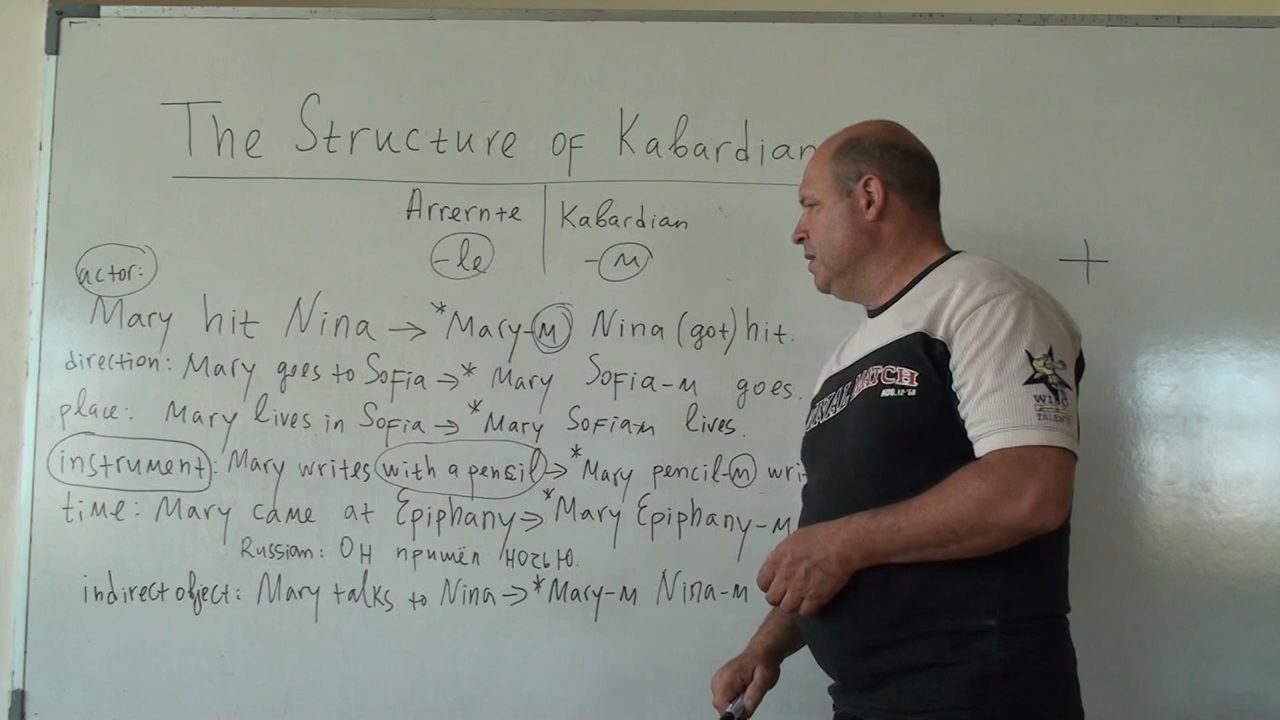 The Structure of Kabardian
Arrernte Kabardian
-le -м
actor:
Mary hit Nina → *Mary-м Nina (got) hit.
direction: Mary goes to Sofia → * Mary Sofia-м goes.
place: Mary lives in Sofia → *Mary Sofia-м lives.
instrument: Mary writes with a pencil → *Mary pencil-м wri
time: Mary came at Epiphany → *Mary Epiphany-м
Russian: Он пришёл ночью.
indirect object: Mary talks to Nina → *Mary-м Nina-м
+
MATCH